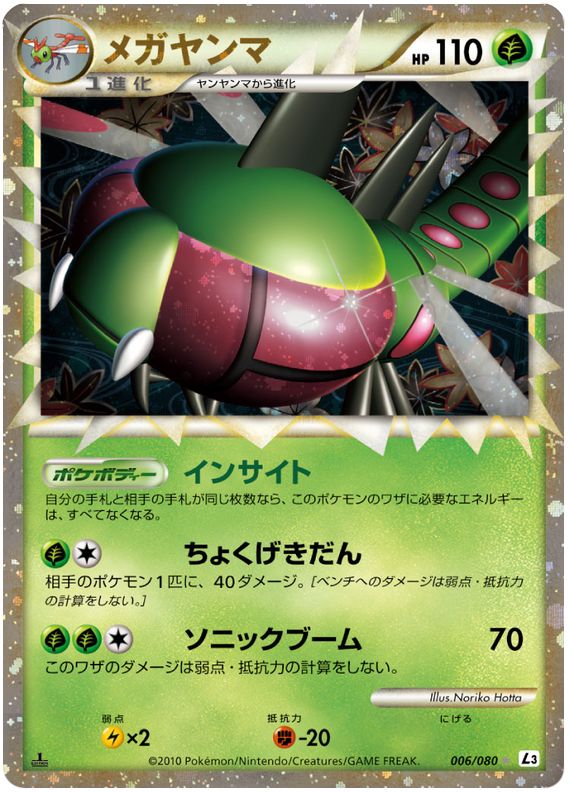 メガヤンマ HP 110
1進化 ヤンヤンマから進化
ポケボディー インサイト
自分の手札と相手の手札が同じ枚数なら、このポケモンのワザに必要なエネルギー
は、すべてなくなる。
ちょくげきだん
相手のポケモン1匹に、40ダメージ。[ベンチへのダメージは弱点・抵抗力
の計算をしない。]
ソニックブーム 70
このワザのダメージは弱点・抵抗力の計算をしない。
Illus.Noriko Hotta
弱点 抵抗力 にげる
×2 -20
1 EDITION ©2010 Pokémon/Nintendo/Creatures/GAME FREAK. 006/080 L3